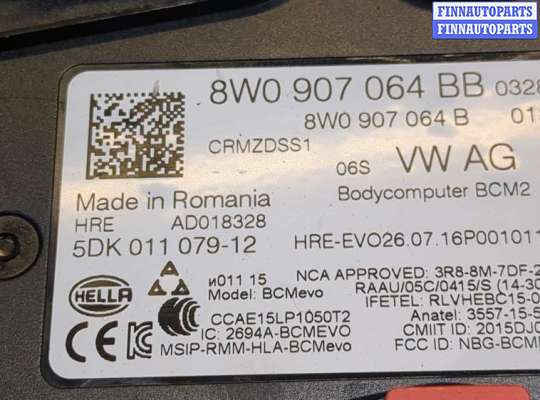 FINNAUTOPARTS
FINNAUTOPARTS
8W0 907 064 BB 0328
8W0 907 064 B
CRMZDSS1
06S VW AG
Bodycomputer BCM2
Made in Romania
HRE AD018328
5DK 011 079-12
HRE-EVO26.07.16P001011
HELLA
и011 15
Model: BCMevo
NCA APPROVED: 3R8-8M-7DF-2
RAAU/05C/0415/S (14-30
IFETEL: RLVHEBC15-0
CCAE15LP1050T2
Anatel: 3557-15-5
IC: 2694A-BCMEVO
CMIIT ID: 2015DJ0
MSIP-RMM-HLA-BCMevo
FCC ID: NBG-BCM